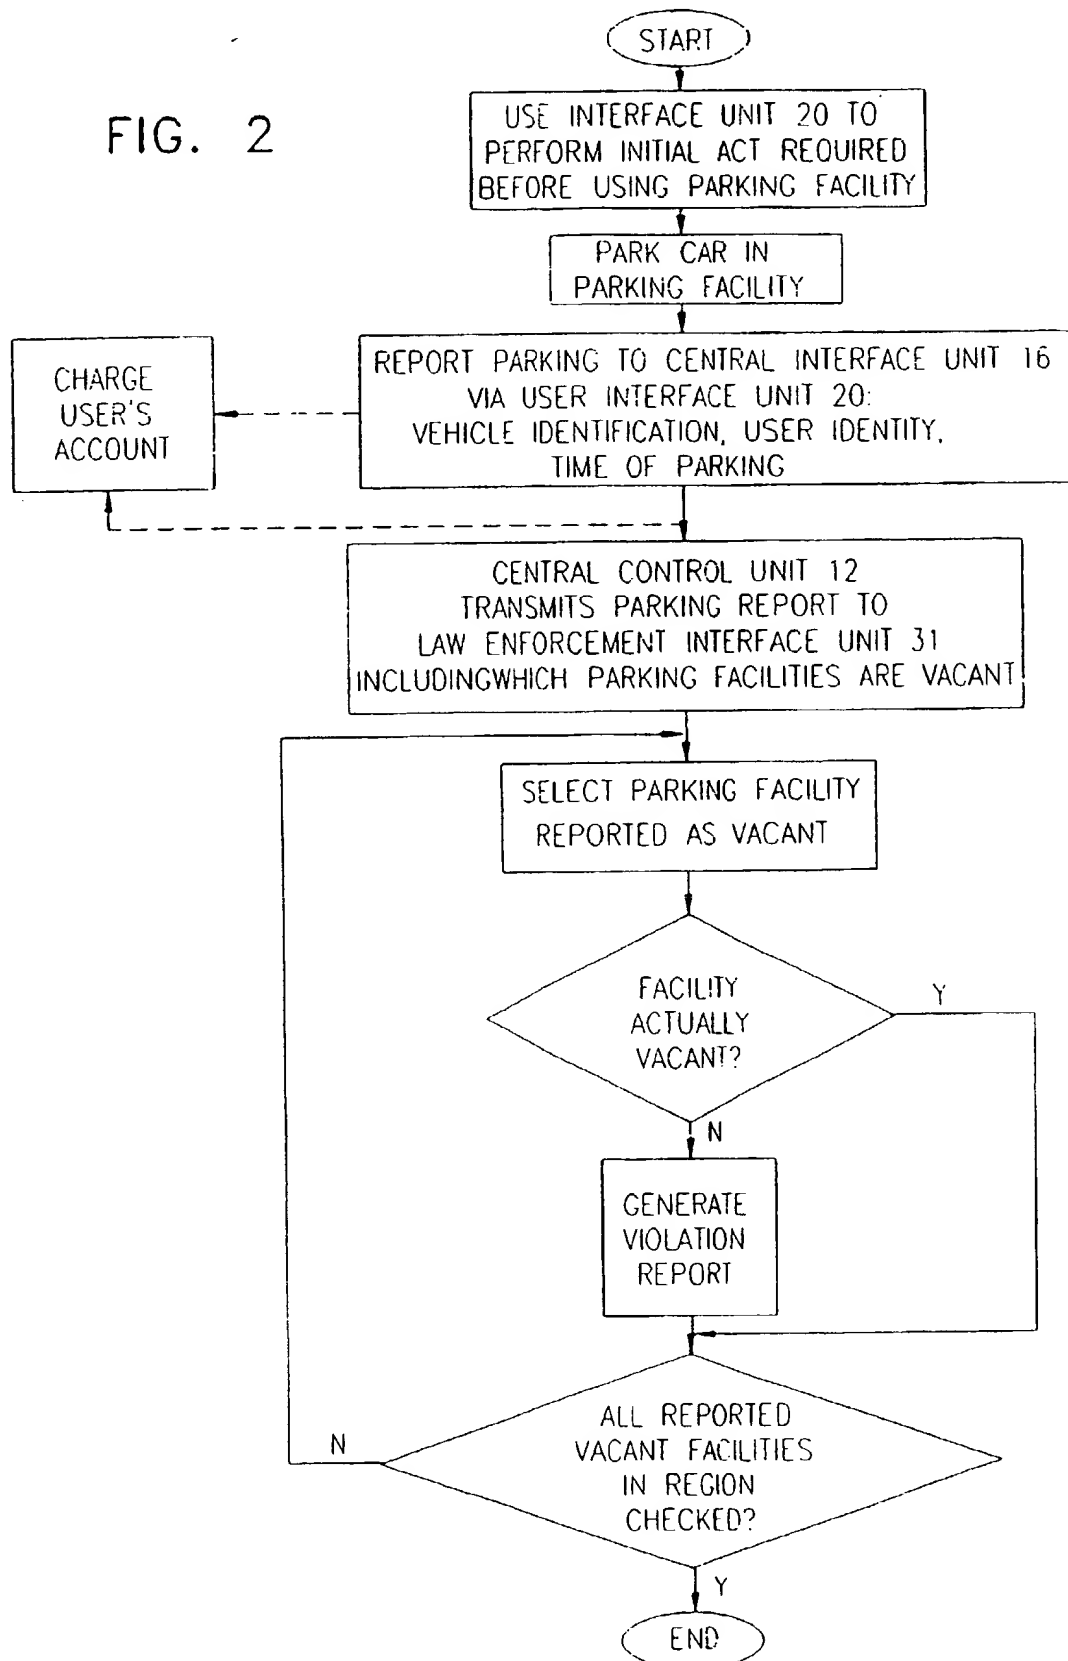 FIG. 2
START
USE INTERFACE UNIT 20 TO
PERFORM INITIAL ACT REQUIRED
BEFORE USING PARKING FACILITY
PARK CAR IN
PARKING FACILITY
REPORT PARKING TO CENTRAL INTERFACE UNIT 16
VIA USER INTERFACE UNIT 20:
VEHICLE IDENTIFICATION, USER IDENTITY,
TIME OF PARKING
CHARGE
USER'S
ACCOUNT
CENTRAL CONTROL UNIT 12
TRANSMITS PARKING REPORT TO
LAW ENFORCEMENT INTERFACE UNIT 31
INCLUDINGWHICH PARKING FACILITIES ARE VACANT
SELECT PARKING FACILITY
REPORTED AS VACANT
FACILITY
ACTUALLY
VACANT?
Y
N
GENERATE
VIOLATION
REPORT
ALL REPORTED
VACANT FACILITIES
IN REGION
CHECKED?
N
Y
END